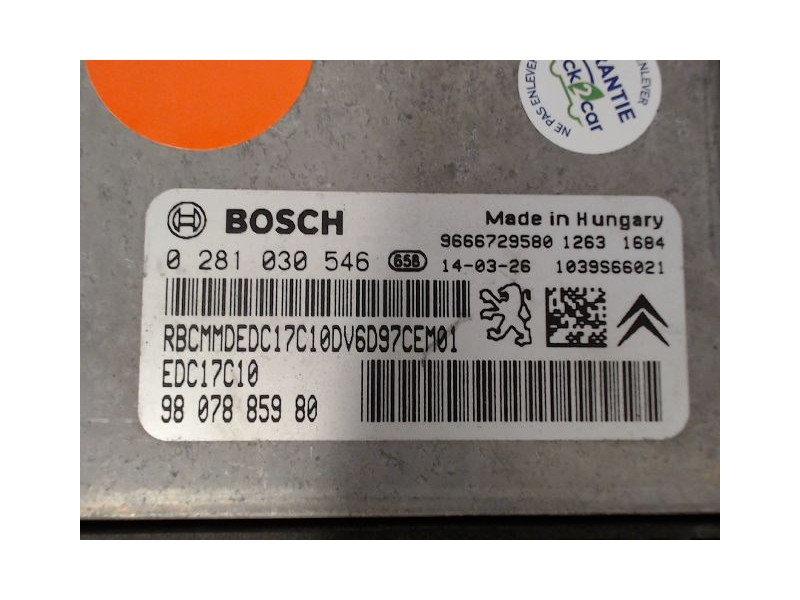 NE PAS ENLEVER
ENLEVER
BOSCH
Made in Hungary
9666729580 1263 1684
0 281 030 546 658
14-03-26 1039S66021
RBCMMDEDC17C10DV6D97CEM01
EDC17C10
98 078 859 80